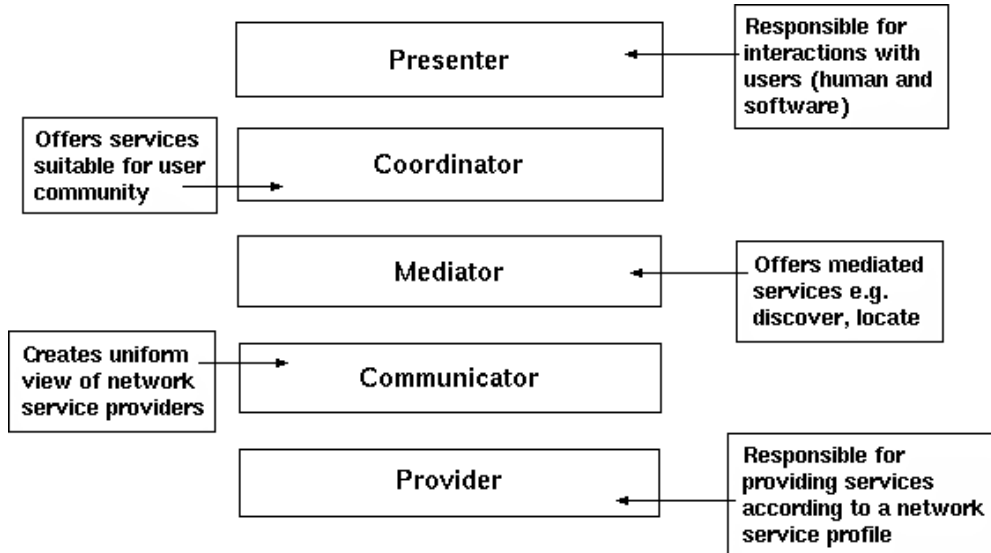 Presenter
Responsible for
interactions with
users (human and
software)
Offers services
suitable for user
community
Coordinator
Mediator
Offers mediated
services e.g.
discover, locate
Creates uniform
view of network
service providers
Communicator
Provider
Responsible for
providing services
according to a network
service profile